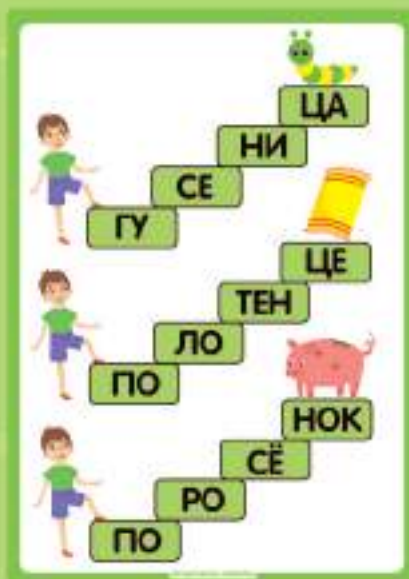 ГУ СЕ НИ ЦА
ПО ЛО ТЕН ЦЕ
ПО РО СЁ НОК